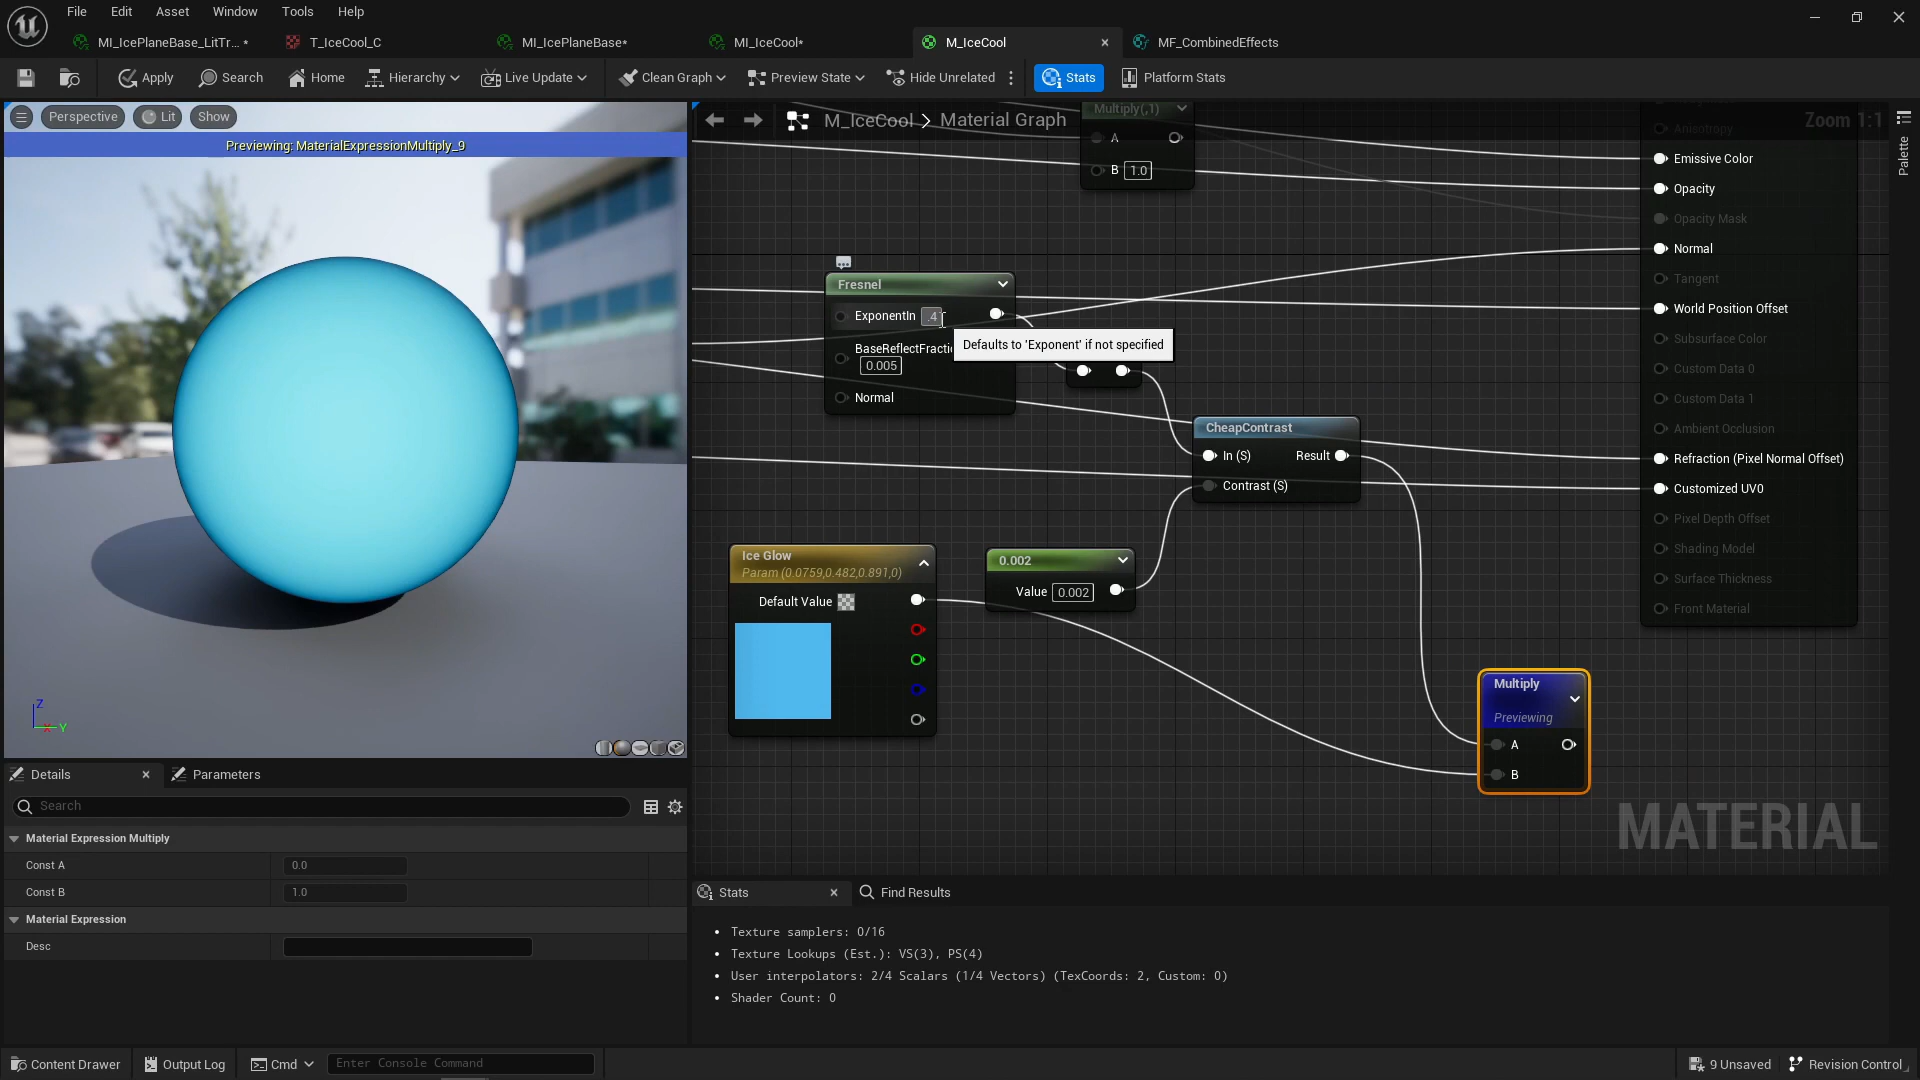 File Edit Asset Window Tools Help
MI_IcePlaneBase_LitTr... * T_IceCool_C MI_IcePlaneBase* MI_IceCool* M_IceCool MF_CombinedEffects
Apply Search Home Hierarchy Live Update Clean Graph Preview State Hide Unrelated Stats Platform Stats
Perspective Lit Show
Previewing: MaterialExpressionMultiply_9
Z
X Y
M_IceCool > Material Graph
Zoom 1:1
Palette
Multiply(,1)
A
B 1.0
Fresnel
ExponentIn .4
BaseReflectFractio
0.005
Normal
Defaults to 'Exponent' if not specified
CheapContrast
In (S) Result
Contrast (S)
Ice Glow
Param (0.0759,0.482,0.891,0)
Default Value
0.002
Value 0.002
Multiply
Previewing
A
B
Anisotropy
Emissive Color
Opacity
Opacity Mask
Normal
Tangent
World Position Offset
Subsurface Color
Custom Data 0
Custom Data 1
Ambient Occlusion
Refraction (Pixel Normal Offset)
Customized UV0
Pixel Depth Offset
Shading Model
Surface Thickness
Front Material
MATERIAL
Details Parameters
Search
Material Expression Multiply
Const A 0.0
Const B 1.0
Material Expression
Desc
Stats Find Results
• Texture samplers: 0/16
• Texture Lookups (Est.): VS(3), PS(4)
• User interpolators: 2/4 Scalars (1/4 Vectors) (TexCoords: 2, Custom: 0)
• Shader Count: 0
Content Drawer Output Log Cmd Enter Console Command 9 Unsaved Revision Control